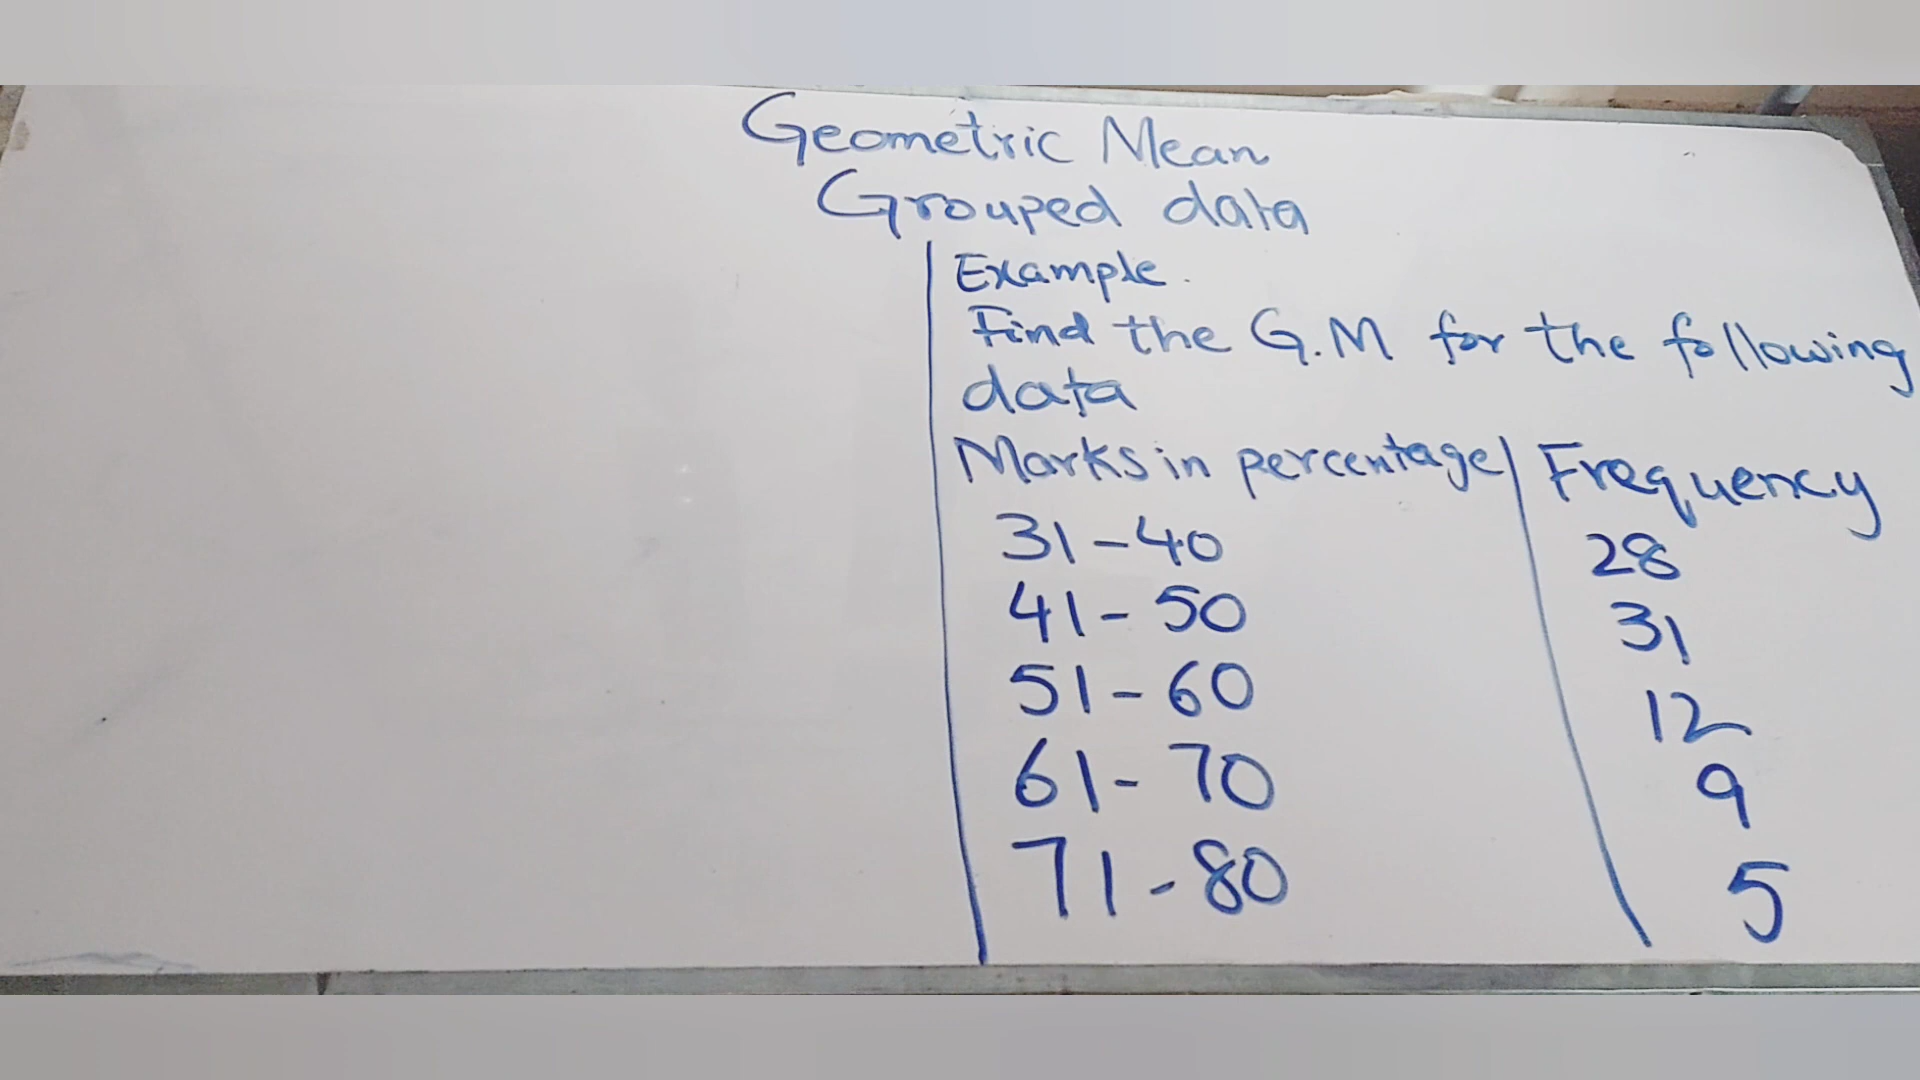 Geometric Mean
Grouped data
Example.
Find the G.M for the following
data
Marks in percentage | Frequency
31-40 28
41-50 31
51-60 12
61-70 9
71-80 5